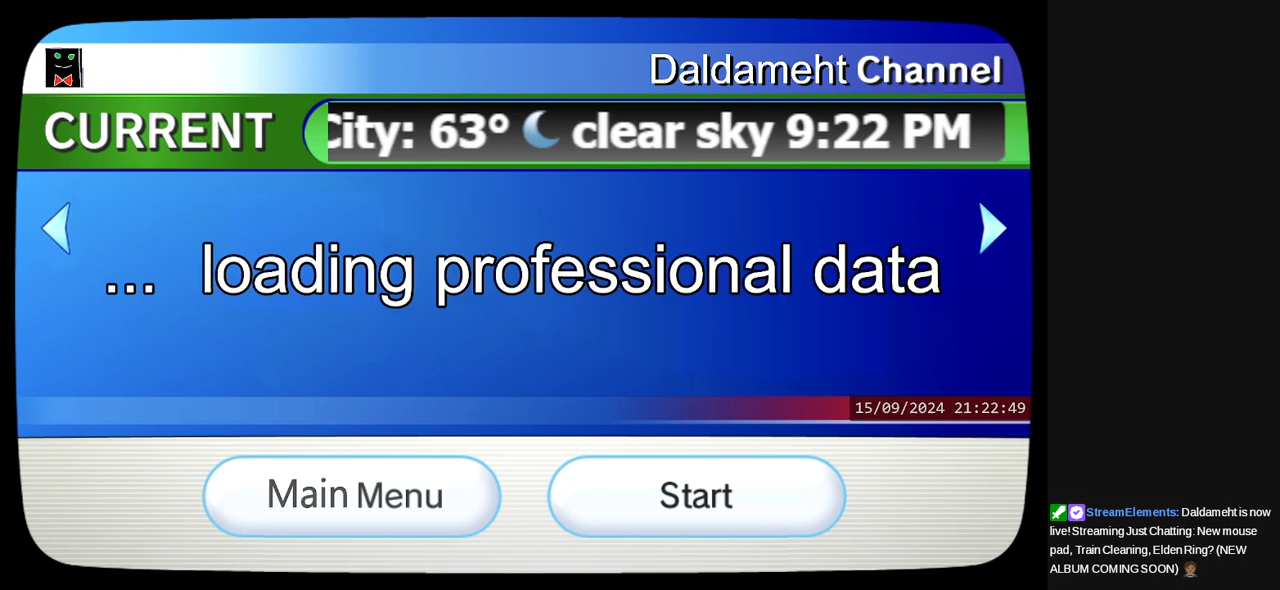 Daldameht Channel
CURRENT
City: 63° clear sky 9:22 PM
... loading professional data
15/09/2024 21:22:49
Main Menu
Start
StreamElements: Daldameht is now
live! Streaming Just Chatting: New mouse
pad, Train Cleaning, Elden Ring? (NEW
ALBUM COMING SOON)